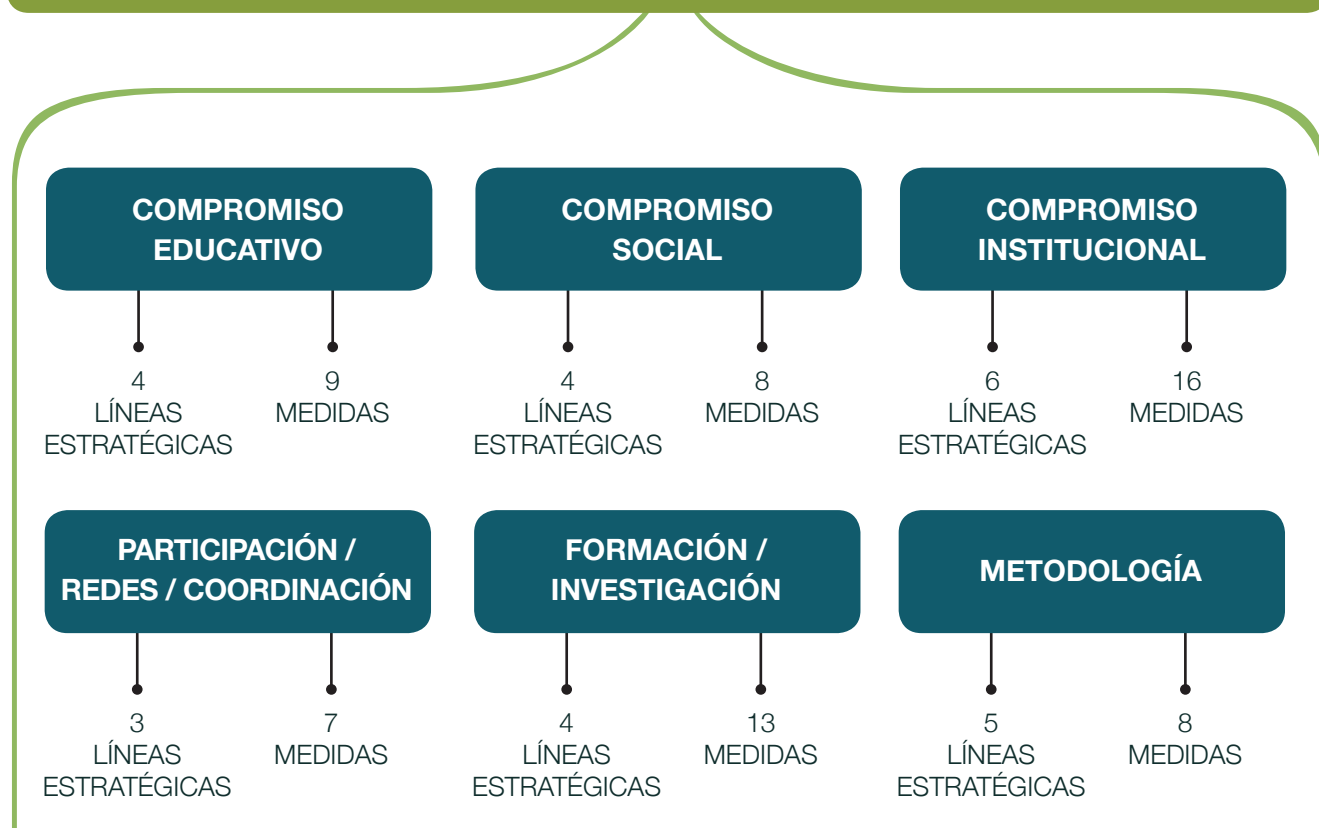 COMPROMISO
EDUCATIVO
4
LÍNEAS
ESTRATÉGICAS
9
MEDIDAS
COMPROMISO
SOCIAL
4
LÍNEAS
ESTRATÉGICAS
8
MEDIDAS
COMPROMISO
INSTITUCIONAL
6
LÍNEAS
ESTRATÉGICAS
16
MEDIDAS
PARTICIPACIÓN /
REDES / COORDINACIÓN
3
LÍNEAS
ESTRATÉGICAS
7
MEDIDAS
FORMACIÓN /
INVESTIGACIÓN
4
LÍNEAS
ESTRATÉGICAS
13
MEDIDAS
METODOLOGÍA
5
LÍNEAS
ESTRATÉGICAS
8
MEDIDAS